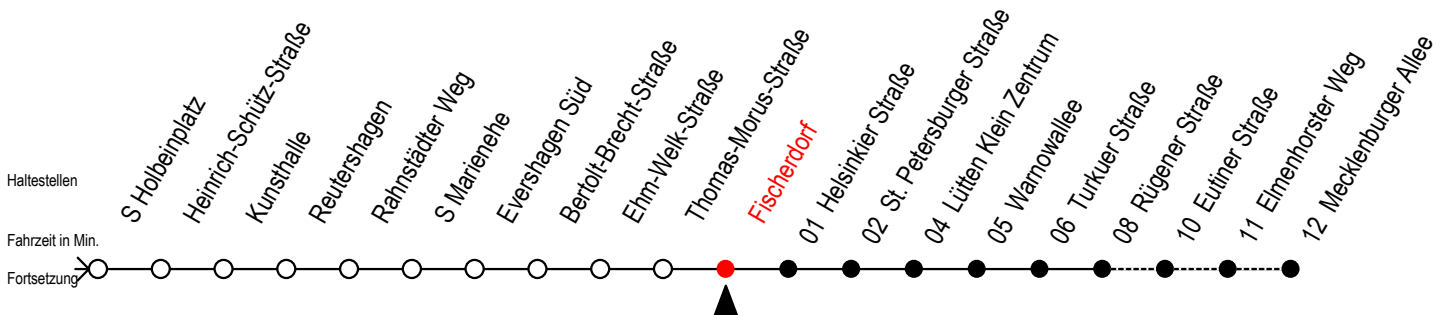 Haltestellen
Fahrzeit in Min.
Fortsetzung
S Holbeinplatz
Heinrich-Schütz-Straße
Kunsthalle
Reutershagen
Rahnstädter Weg
S Marienehe
Evershagen Süd
Bertolt-Brecht-Straße
Ehm-Welk-Straße
Thomas-Morus-Straße
Fischerdorf
01 Helsinkier Straße
02 St. Petersburger Straße
04 Lütten Klein Zentrum
05 Warnowallee
06 Turkuer Straße
08 Rügener Straße
10 Eutiner Straße
11 Elmenhorster Weg
12 Mecklenburger Allee